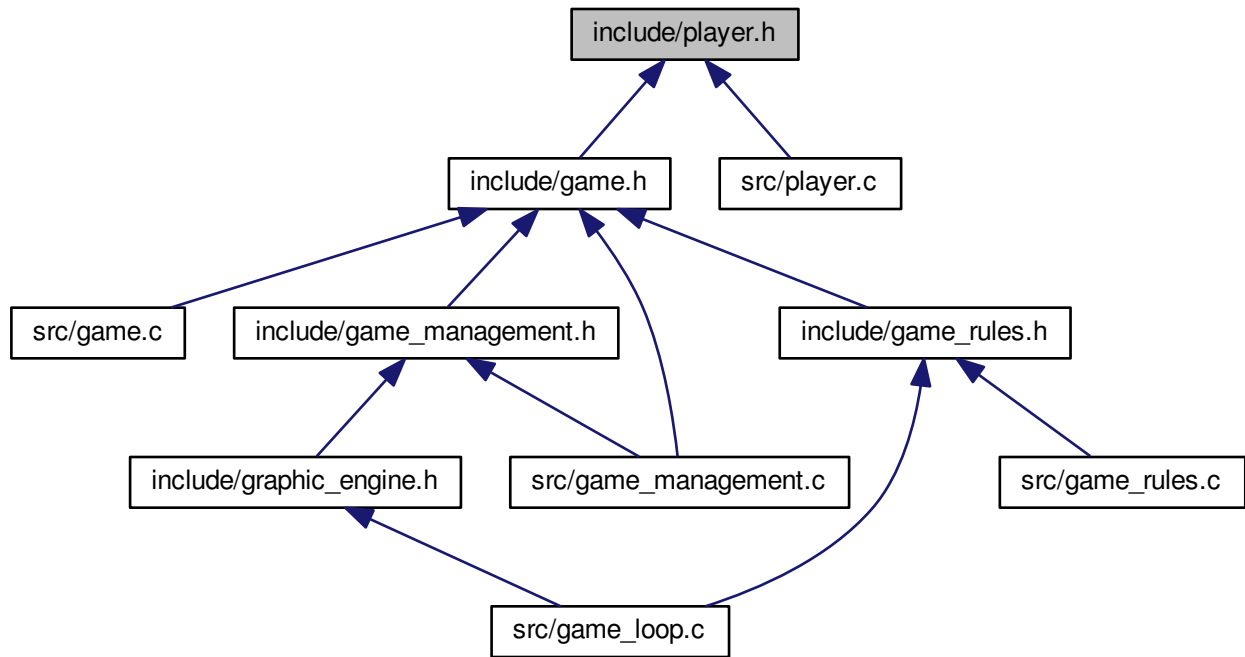 include/player.h
include/game.h
src/player.c
src/game.c
include/game_management.h
include/game_rules.h
include/graphic_engine.h
src/game_management.c
src/game_rules.c
src/game_loop.c